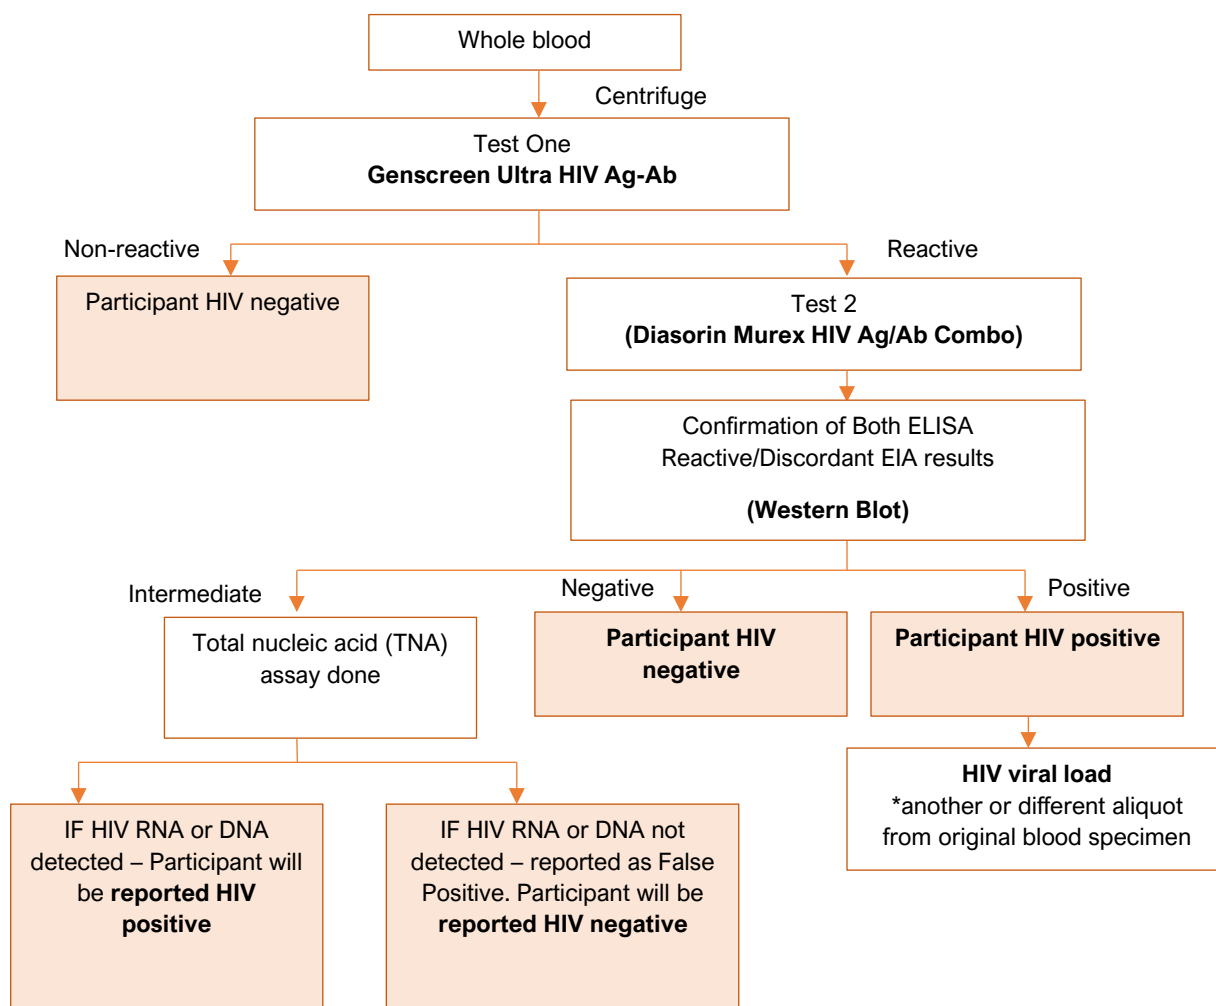 Whole blood
Centrifuge
Test One
Genscreen Ultra HIV Ag-Ab
Non-reactive
Reactive
Participant HIV negative
Test 2
(Diasorin Murex HIV Ag/Ab Combo)
Confirmation of Both ELISA
Reactive/Discordant EIA results
(Western Blot)
Intermediate
Negative
Positive
Total nucleic acid (TNA)
assay done
Participant HIV
negative
Participant HIV positive
HIV viral load
*another or different aliquot
from original blood specimen
IF HIV RNA or DNA
detected – Participant will
be reported HIV
positive
IF HIV RNA or DNA not
detected – reported as False
Positive. Participant will be
reported HIV negative